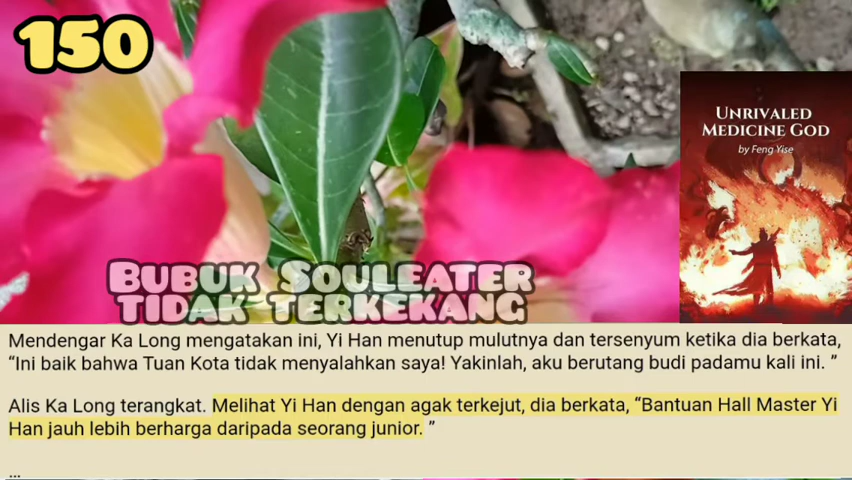 150
UNRIVALED
MEDICINE GOD
by Feng Yise
BUBUK SOULEATER
TIDAK TERKEKANG
Mendengar Ka Long mengatakan ini, Yi Han menutup mulutnya dan tersenyum ketika dia berkata,
“Ini baik bahwa Tuan Kota tidak menyalahkan saya! Yakinlah, aku berutang budi padamu kali ini. ”
Alis Ka Long terangkat. Melihat Yi Han dengan agak terkejut, dia berkata, “Bantuan Hall Master Yi
Han jauh lebih berharga daripada seorang junior. ”
...